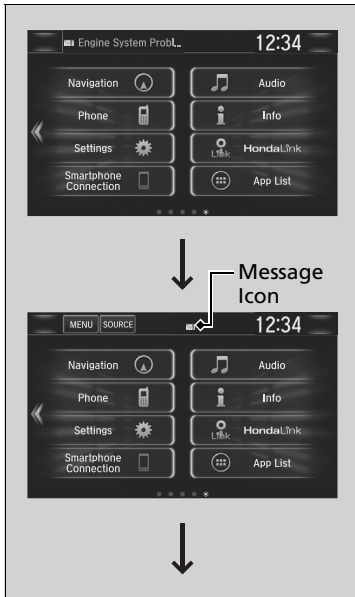 Engine System Probl... 12:34
Navigation Audio
Phone Info
Settings Link HondaLink
Smartphone Connection App List
Message
Icon
MENU SOURCE 12:34
Navigation Audio
Phone Info
Settings Link HondaLink
Smartphone Connection App List